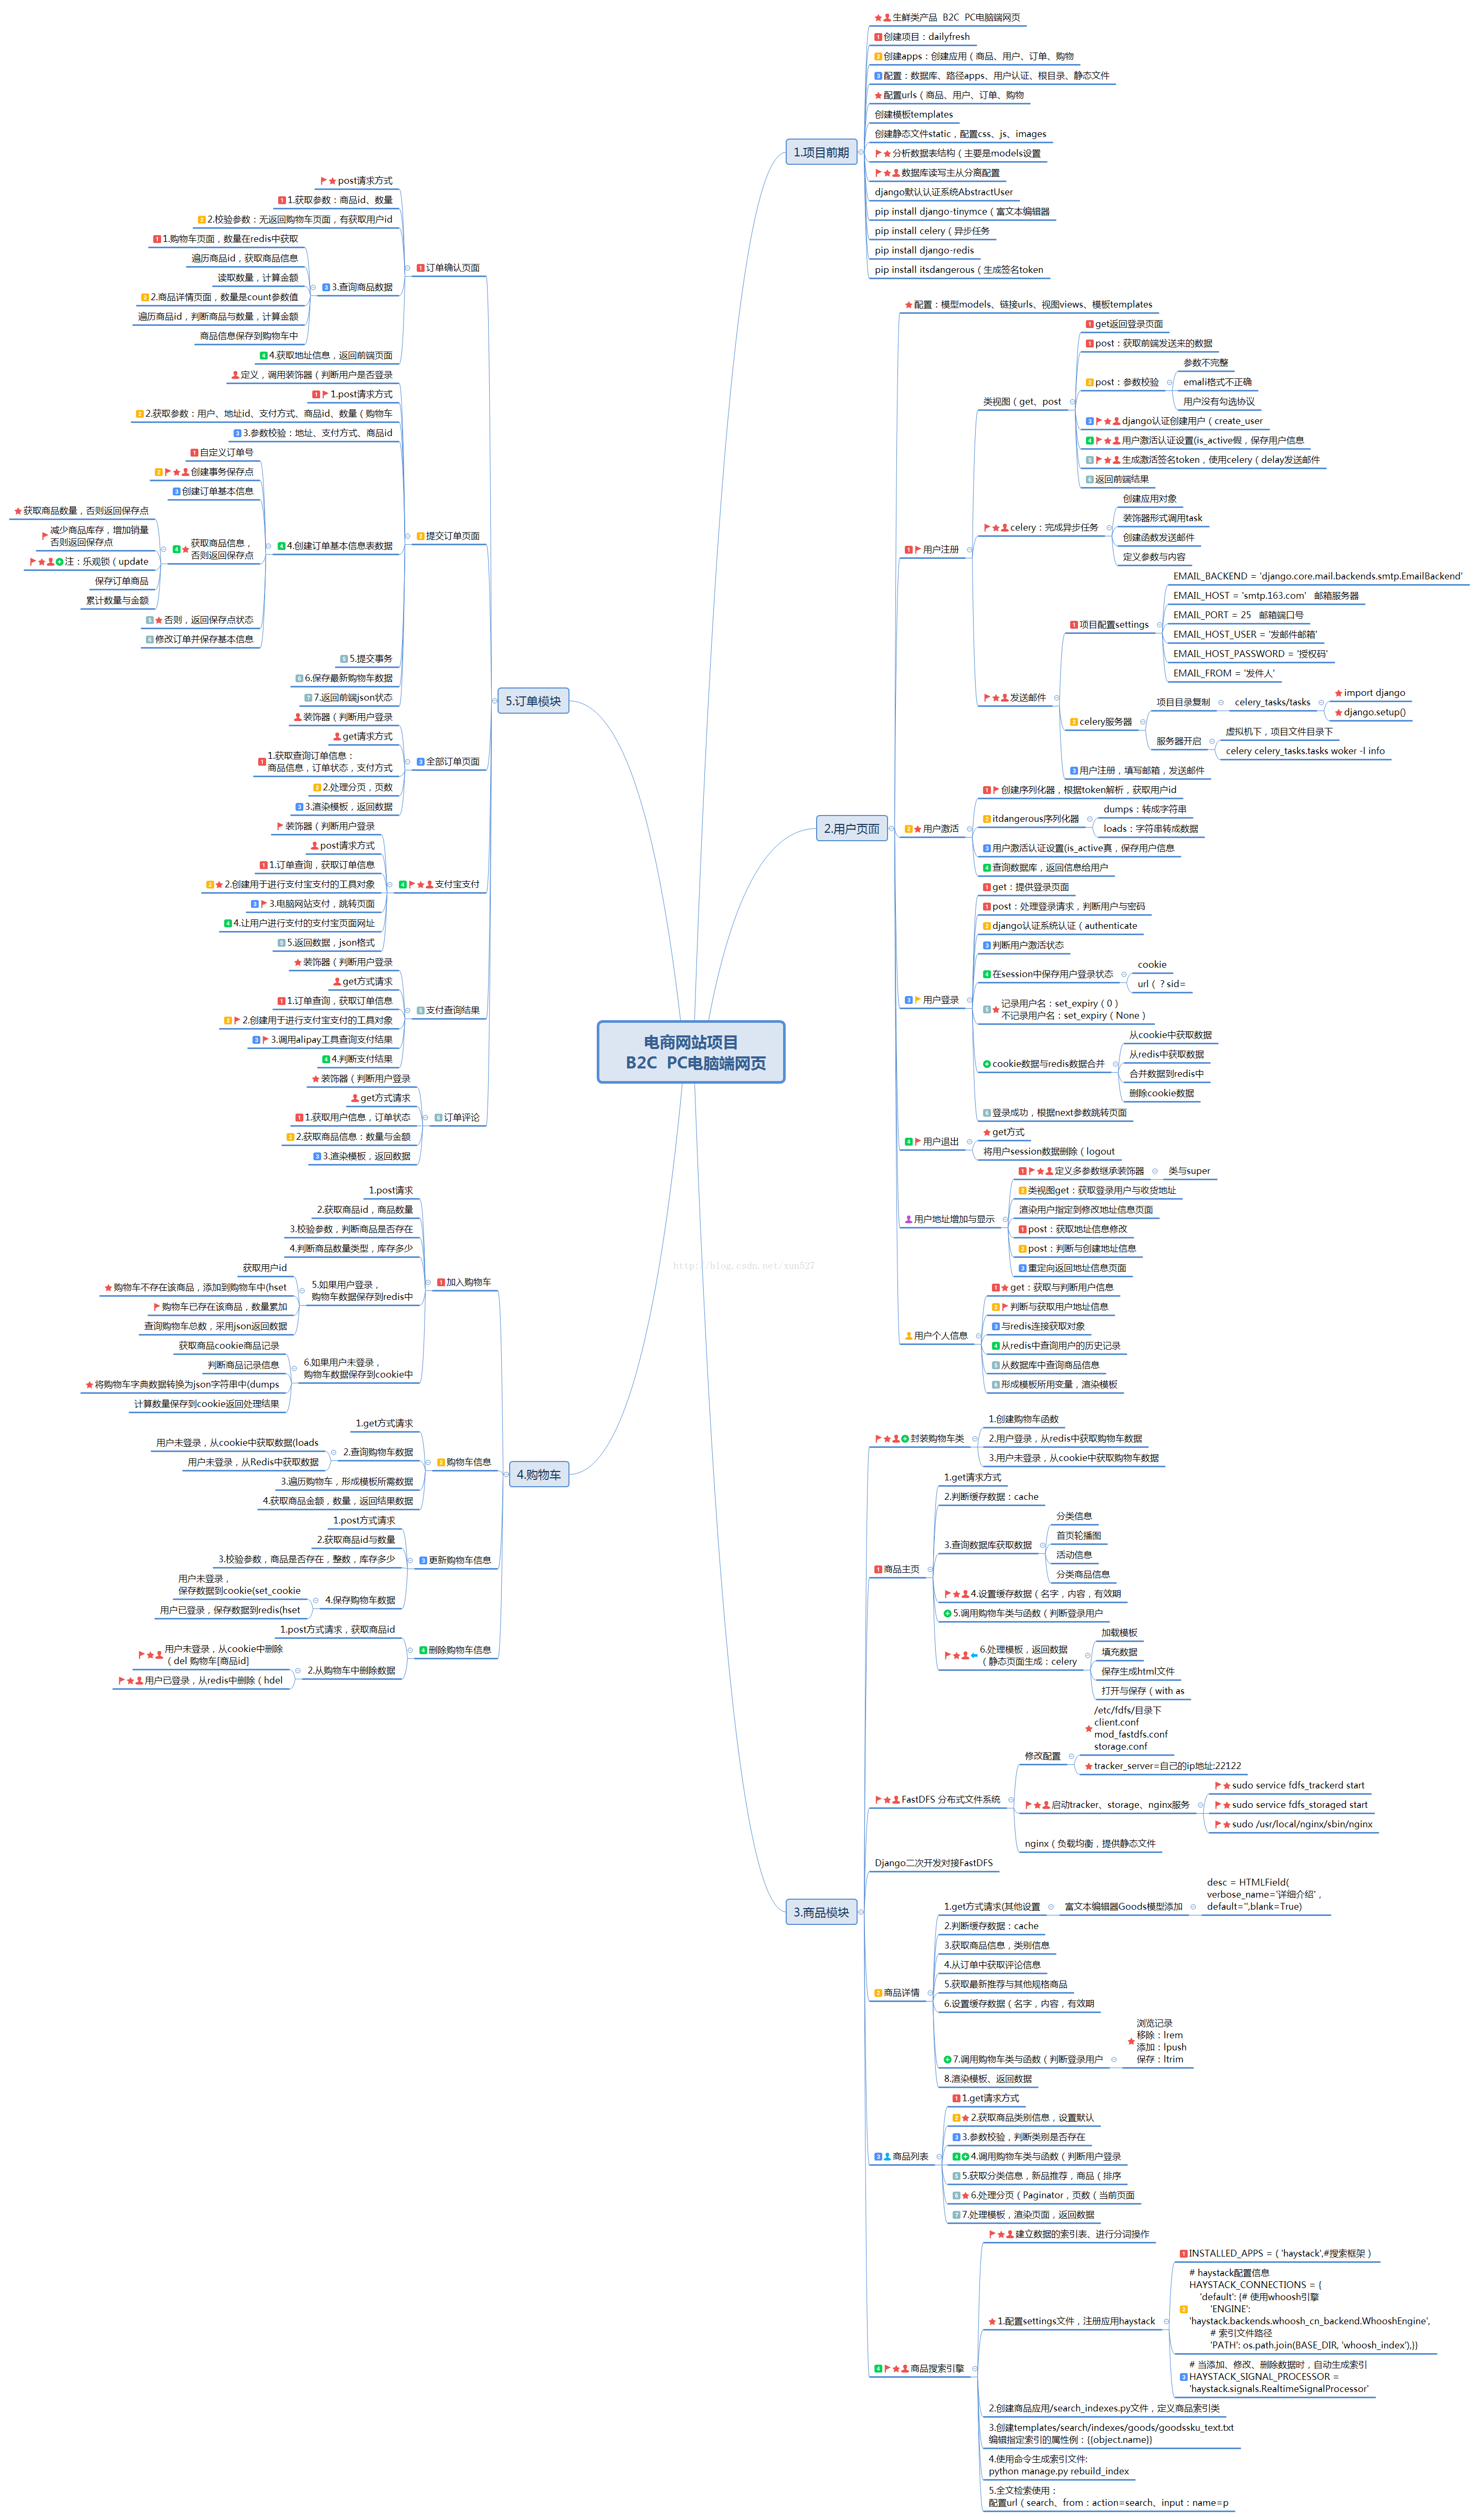 电商网站项目
B2C  PC电脑端网页
1.项目前期
生鲜类产品  B2C  PC电脑端网页
创建项目：dailyfresh
创建apps：创建应用（商品、用户、订单、购物
配置：数据库、路径apps、用户认证、根目录、静态文件
配置urls（商品、用户、订单、购物
创建模板templates
创建静态文件static，配置css、js、images
分析数据表结构（主要是models设置
数据库读写主从分离配置
django默认认证系统AbstractUser
pip install django-tinymce（富文本编辑器
pip install celery（异步任务
pip install django-redis
pip install itsdangerous（生成签名token
2.用户页面
配置：模型models、链接urls、视图views、模板templates
用户注册
类视图（get、post
get返回登录页面
post：获取前端发送来的数据
post：参数校验
参数不完整
emali格式不正确
用户没有勾选协议
django认证创建用户（create_user
用户激活认证设置(is_active假，保存用户信息
生成激活签名token，使用celery（delay发送邮件
返回前端结果
celery：完成异步任务
创建应用对象
装饰器形式调用task
创建函数发送邮件
定义参数与内容
发送邮件
项目配置settings
EMAIL_BACKEND = 'django.core.mail.backends.smtp.EmailBackend'
EMAIL_HOST = 'smtp.163.com'   邮箱服务器
EMAIL_PORT = 25   邮箱端口号
EMAIL_HOST_USER = '发邮件邮箱'
EMAIL_HOST_PASSWORD = '授权码'
EMAIL_FROM = '发件人'
celery服务器
项目目录复制
celery_tasks/tasks
import django
django.setup()
服务器开启
虚拟机下，项目文件目录下
celery celery_tasks.tasks woker -l info
用户注册，填写邮箱，发送邮件
用户激活
创建序列化器，根据token解析，获取用户id
itdangerous序列化器
dumps：转成字符串
loads：字符串转成数据
用户激活认证设置(is_active真，保存用户信息
查询数据库，返回信息给用户
用户登录
get：提供登录页面
post：处理登录请求，判断用户与密码
django认证系统认证（authenticate
判断用户激活状态
在session中保存用户登录状态
cookie
url（ ? sid=
记录用户名：set_expiry（0）
不记录用户名：set_expiry（None）
cookie数据与redis数据合并
从cookie中获取数据
从redis中获取数据
合并数据到redis中
删除cookie数据
登录成功，根据next参数跳转页面
用户退出
get方式
将用户session数据删除（logout
用户地址增加与显示
定义多参数继承装饰器
类与super
类视图get：获取登录用户与收货地址
渲染用户指定到修改地址信息页面
post：获取地址信息修改
post：判断与创建地址信息
重定向返回地址信息页面
用户个人信息
get：获取与判断用户信息
判断与获取用户地址信息
与redis连接获取对象
从redis中查询用户的历史记录
从数据库中查询商品信息
形成模板所用变量，渲染模板
3.商品模块
封装购物车类
1.创建购物车函数
2.用户登录，从redis中获取购物车数据
3.用户未登录，从cookie中获取购物车数据
商品主页
1.get请求方式
2.判断缓存数据：cache
3.查询数据库获取数据
分类信息
首页轮播图
活动信息
分类商品信息
4.设置缓存数据（名字，内容，有效期
5.调用购物车类与函数（判断登录用户
6.处理模板，返回数据
（静态页面生成：celery
加载模板
填充数据
保存生成html文件
打开与保存（with as
FastDFS 分布式文件系统
修改配置
/etc/fdfs/目录下
client.conf
mod_fastdfs.conf
storage.conf
tracker_server=自己的ip地址:22122
启动tracker、storage、nginx服务
sudo service fdfs_trackerd start
sudo service fdfs_storaged start
sudo /usr/local/nginx/sbin/nginx
nginx（负载均衡，提供静态文件
Django二次开发对接FastDFS
商品详情
1.get方式请求(其他设置
富文本编辑器Goods模型添加
desc = HTMLField(
verbose_name='详细介绍'，
default='',blank=True)
2.判断缓存数据：cache
3.获取商品信息，类别信息
4.从订单中获取评论信息
5.获取最新推荐与其他规格商品
6.设置缓存数据（名字，内容，有效期
7.调用购物车类与函数（判断登录用户
浏览记录
移除：lrem
添加：lpush
保存：ltrim
8.渲染模板、返回数据
商品列表
1.get请求方式
2.获取商品类别信息，设置默认
3.参数校验，判断类别是否存在
4.调用购物车类与函数（判断用户登录
5.获取分类信息，新品推荐，商品（排序
6.处理分页（Paginator，页数（当前页面
7.处理模板，渲染页面，返回数据
商品搜索引擎
建立数据的索引表、进行分词操作
1.配置settings文件，注册应用haystack
INSTALLED_APPS =（'haystack',#搜索框架）
# haystack配置信息
HAYSTACK_CONNECTIONS = {
'default': {# 使用whoosh引擎
'ENGINE':
'haystack.backends.whoosh_cn_backend.WhooshEngine',
# 索引文件路径
'PATH': os.path.join(BASE_DIR, 'whoosh_index'),}}
# 当添加、修改、删除数据时，自动生成索引
HAYSTACK_SIGNAL_PROCESSOR =
'haystack.signals.RealtimeSignalProcessor'
2.创建商品应用/search_indexes.py文件，定义商品索引类
3.创建templates/search/indexes/goods/goodssku_text.txt
编辑指定索引的属性例：{{object.name}}
4.使用命令生成索引文件:
python manage.py rebuild_index
5.全文检索使用：
配置url（search、from：action=search、input：name=p
4.购物车
加入购物车
1.post请求
2.获取商品id，商品数量
3.校验参数，判断商品是否存在
4.判断商品数量类型，库存多少
5.如果用户登录，
购物车数据保存到redis中
获取用户id
购物车不存在该商品，添加到购物车中(hset
购物车已存在该商品，数量累加
查询购物车总数，采用json返回数据
6.如果用户未登录，
购物车数据保存到cookie中
获取商品cookie商品记录
判断商品记录信息
将购物车字典数据转换为json字符串中(dumps
计算数量保存到cookie返回处理结果
购物车信息
1.get方式请求
2.查询购物车数据
用户未登录，从cookie中获取数据(loads
用户未登录，从Redis中获取数据
3.遍历购物车，形成模板所需数据
4.获取商品金额，数量，返回结果数据
更新购物车信息
1.post方式请求
2.获取商品id与数量
3.校验参数，商品是否存在，整数，库存多少
4.保存购物车数据
用户未登录，
保存数据到cookie(set_cookie
用户已登录，保存数据到redis(hset
删除购物车信息
1.post方式请求，获取商品id
2.从购物车中删除数据
用户未登录，从cookie中删除
（del 购物车[商品id]
用户已登录，从redis中删除（hdel
5.订单模块
订单确认页面
post请求方式
1.获取参数：商品id、数量
2.校验参数：无返回购物车页面，有获取用户id
3.查询商品数据
1.购物车页面，数量在redis中获取
遍历商品id，获取商品信息
读取数量，计算金额
2.商品详情页面，数量是count参数值
遍历商品id，判断商品与数量，计算金额
商品信息保存到购物车中
4.获取地址信息，返回前端页面
提交订单页面
定义，调用装饰器（判断用户是否登录
1.post请求方式
2.获取参数：用户、地址id、支付方式、商品id、数量（购物车
3.参数校验：地址、支付方式、商品id
4.创建订单基本信息表数据
自定义订单号
创建事务保存点
创建订单基本信息
获取商品信息，
否则返回保存点
获取商品数量，否则返回保存点
减少商品库存，增加销量
否则返回保存点
注：乐观锁（update
保存订单商品
累计数量与金额
否则，返回保存点状态
修改订单并保存基本信息
5.提交事务
6.保存最新购物车数据
7.返回前端json状态
全部订单页面
装饰器（判断用户登录
get请求方式
1.获取查询订单信息：
商品信息，订单状态，支付方式
2.处理分页，页数
3.渲染模板，返回数据
支付宝支付
装饰器（判断用户登录
post请求方式
1.订单查询，获取订单信息
2.创建用于进行支付宝支付的工具对象
3.电脑网站支付，跳转页面
4.让用户进行支付的支付宝页面网址
5.返回数据，json格式
支付查询结果
装饰器（判断用户登录
get方式请求
1.订单查询，获取订单信息
2.创建用于进行支付宝支付的工具对象
3.调用alipay工具查询支付结果
4.判断支付结果
订单评论
装饰器（判断用户登录
get方式请求
1.获取用户信息，订单状态
2.获取商品信息：数量与金额
3.渲染模板，返回数据
http://blog.csdn.net/xun527